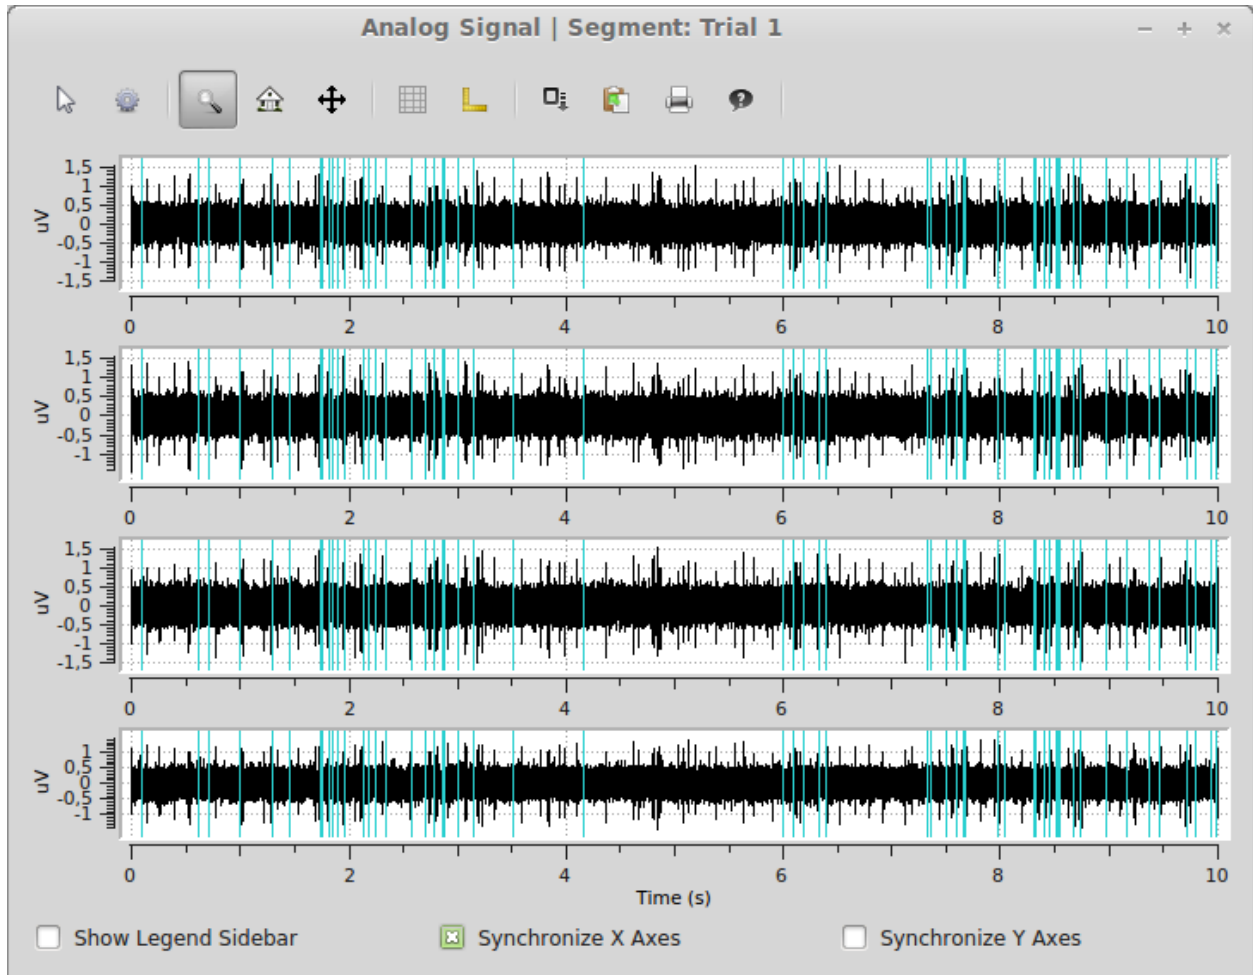 Analog Signal | Segment: Trial 1
1,5
1
0,5
0
-0,5
-1
-1,5
uV
0 2 4 6 8 10
1,5
1
0,5
0
-0,5
-1
uV
0 2 4 6 8 10
1,5
1
0,5
0
-0,5
-1
-1,5
uV
0 2 4 6 8 10
1
0,5
0
-0,5
-1
uV
0 2 4 6 8 10
Time (s)
Show Legend Sidebar Synchronize X Axes Synchronize Y Axes